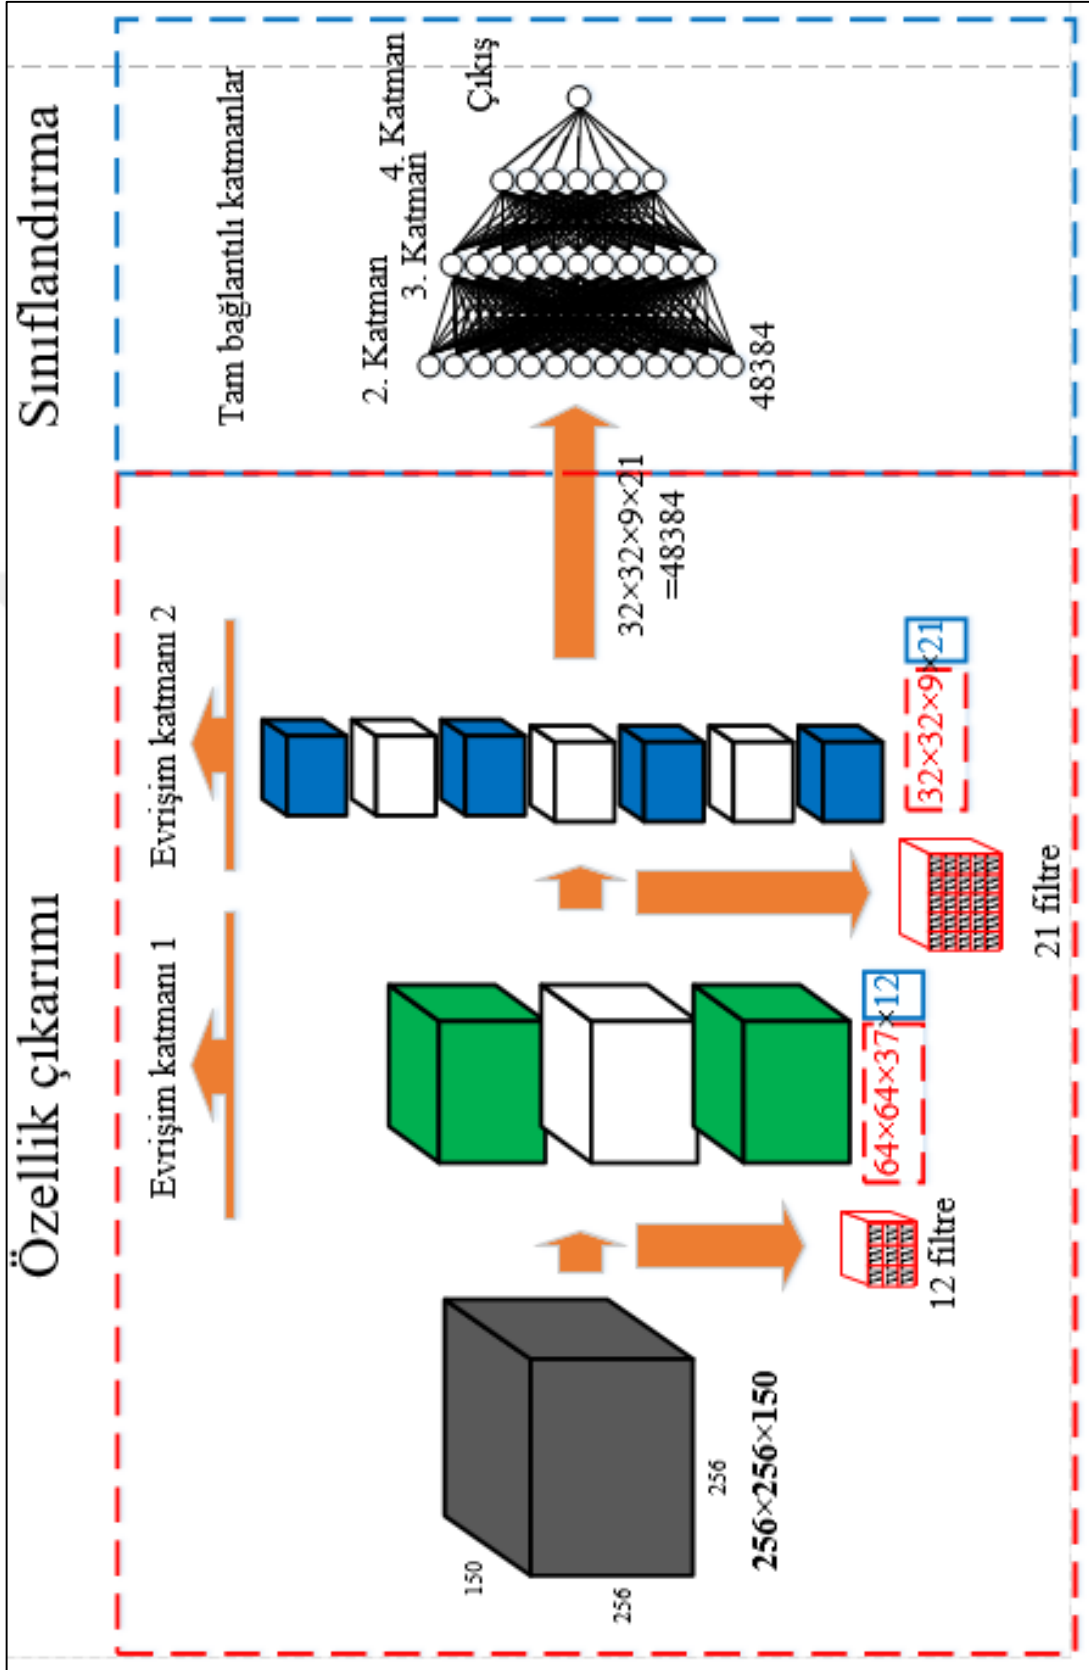 Özellik çıkarımı
Sınıflandırma
Evrişim katmanı 1
Evrişim katmanı 2
Tam bağlantılı katmanlar
2. Katman
3. Katman
4. Katman
Çıkış
150
256
256
256×256×150
12 filtre
64×64×37×12
21 filtre
32×32×9×21
32×32×9×21
=48384
48384